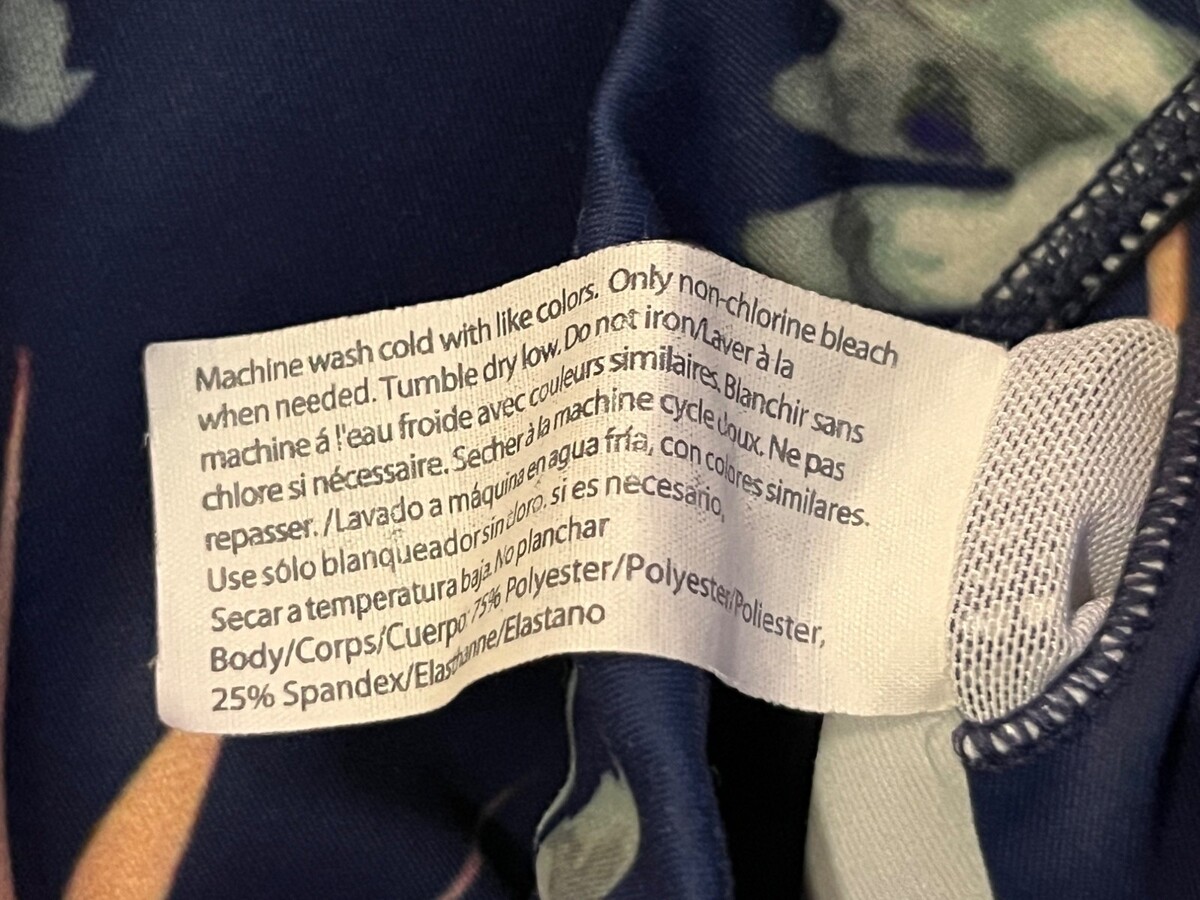 Machine wash cold with like colors. Only non-chlorine bleach
when needed. Tumble dry low. Do not iron/Laver à la
machine á l'eau froide avec couleurs similaires. Blanchir sans
chlore si nécessaire. Secher à la machine cycle doux. Ne pas
repasser. /Lavado a máquina en agua fría, con colores similares.
Use sólo blanqueador sin cloro, si es necesario,
Secar a temperatura baja. No planchar
Body/Corps/Cuerpo: 75% Polyester/Polyester/Poliester,
25% Spandex/Elasthanne/Elastano